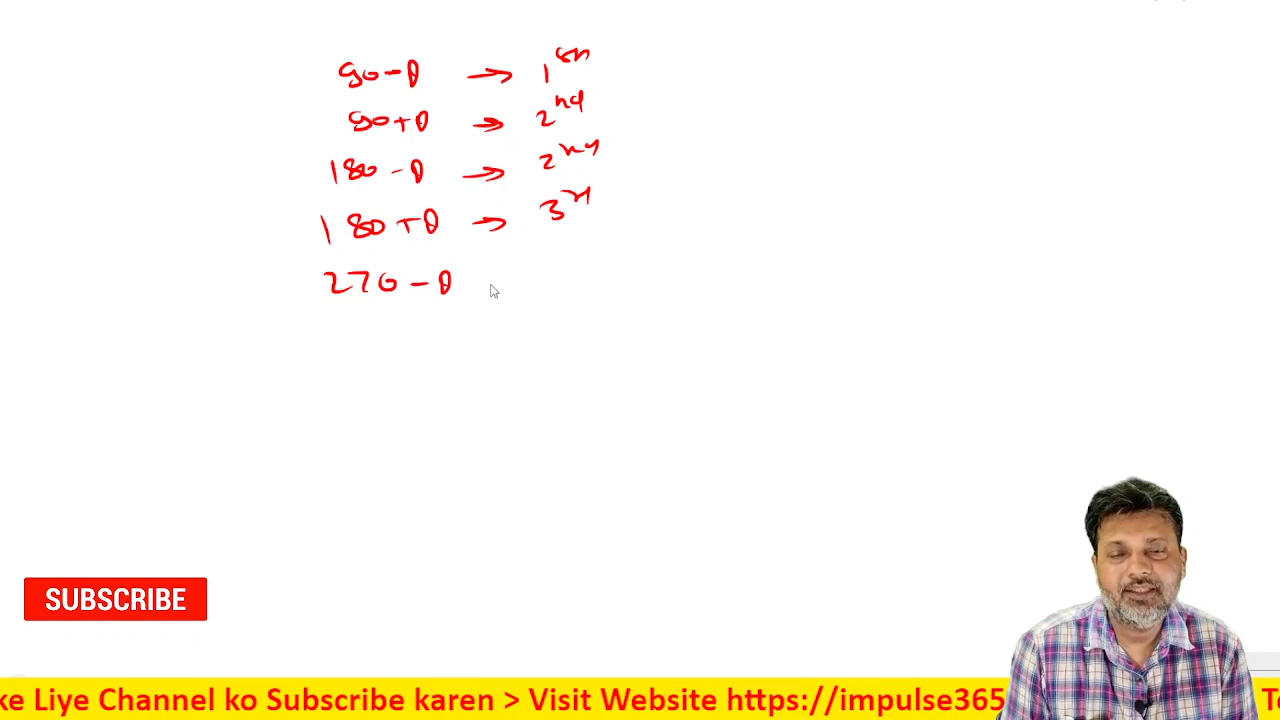 90-θ → 1st
90+θ → 2nd
180-θ → 2nd
180+θ → 3rd
270-θ
SUBSCRIBE
ke Liye Channel ko Subscribe karen > Visit Website https://impulse365